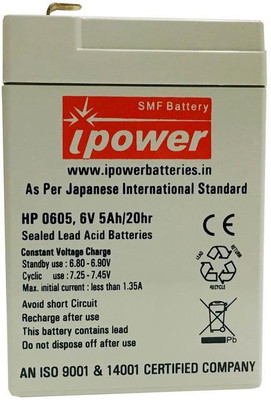 SMF Battery
ipower
www.ipowerbatteries.in
As Per Japanese International Standard
HP 0605, 6V 5Ah/20hr
Sealed Lead Acid Batteries
Constant Voltage Charge
Standby use : 6.80 - 6.90V
Cyclic use : 7.25 - 7.45V
Max. initial current : less than 1.35A
Avoid short Circuit
Recharge after use
This battery contains lead
Do not dispose off after use
Pb
AN ISO 9001 & 14001 CERTIFIED COMPANY